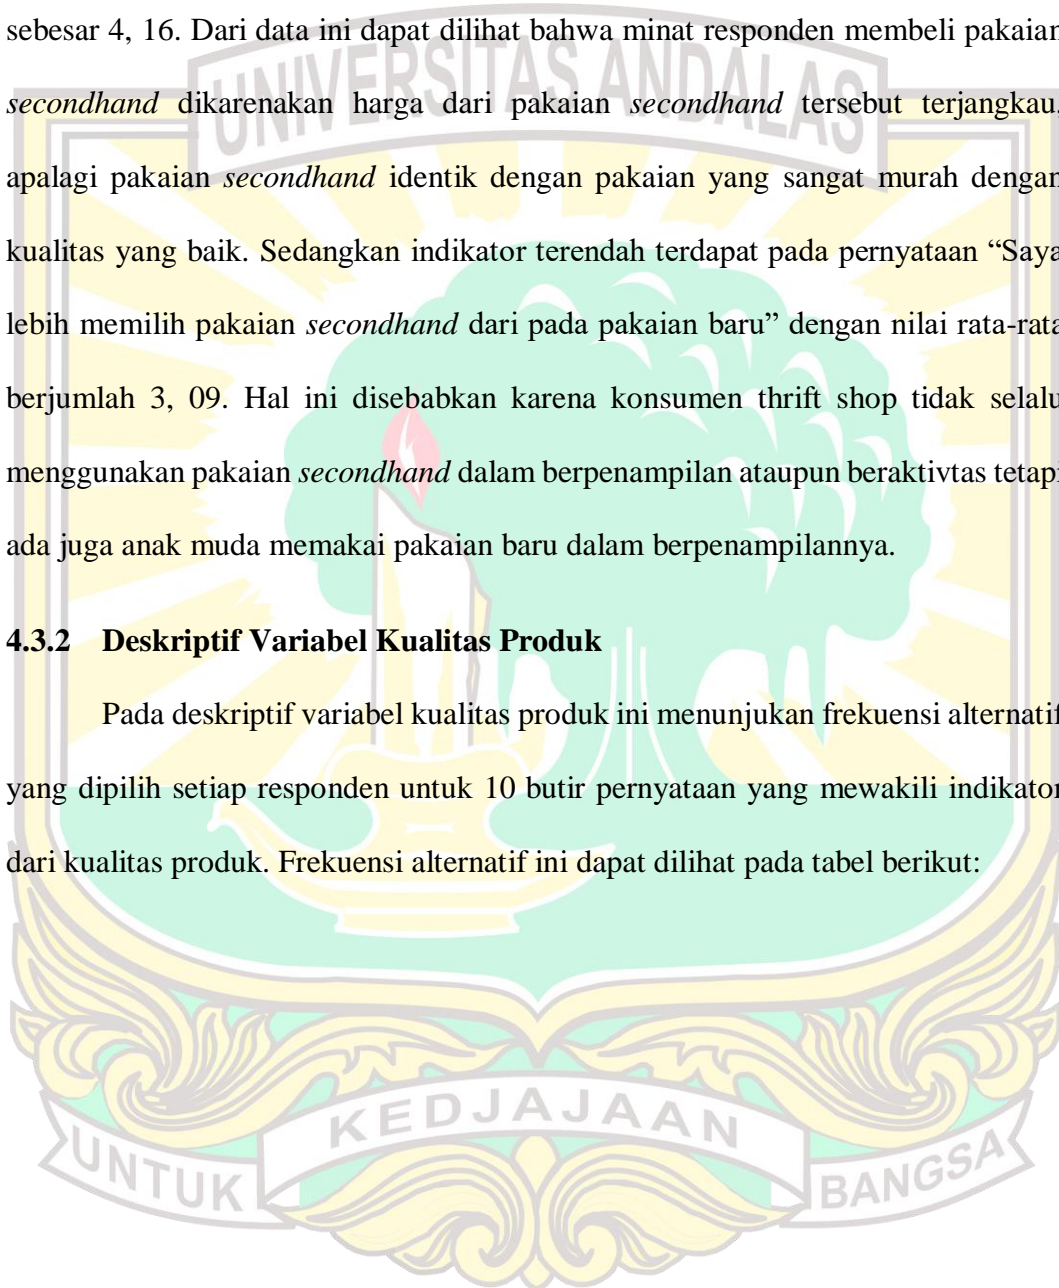 sebesar 4, 16. Dari data ini dapat dilihat bahwa minat responden membeli pakaian
UNIVERSITAS ANDALAS
secondhand dikarenakan harga dari pakaian secondhand tersebut terjangkau,
apalagi pakaian secondhand identik dengan pakaian yang sangat murah dengan
kualitas yang baik. Sedangkan indikator terendah terdapat pada pernyataan “Saya
lebih memilih pakaian secondhand dari pada pakaian baru” dengan nilai rata-rata
berjumlah 3, 09. Hal ini disebabkan karena konsumen thrift shop tidak selalu
menggunakan pakaian secondhand dalam berpenampilan ataupun beraktivtas tetapi
ada juga anak muda memakai pakaian baru dalam berpenampilannya.
4.3.2 Deskriptif Variabel Kualitas Produk
Pada deskriptif variabel kualitas produk ini menunjukan frekuensi alternatif
yang dipilih setiap responden untuk 10 butir pernyataan yang mewakili indikator
dari kualitas produk. Frekuensi alternatif ini dapat dilihat pada tabel berikut:
UNTUK KEDJAJAAN BANGSA